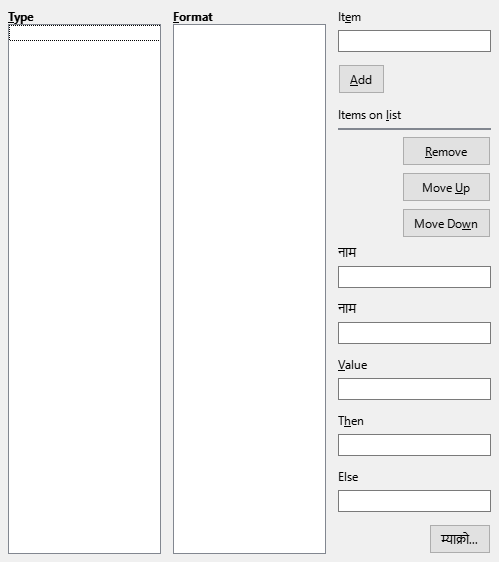 Type
Format
Item
Add
Items on list
Remove
Move Up
Move Down
नाम
नाम
Value
Then
Else
म्याक्रो...